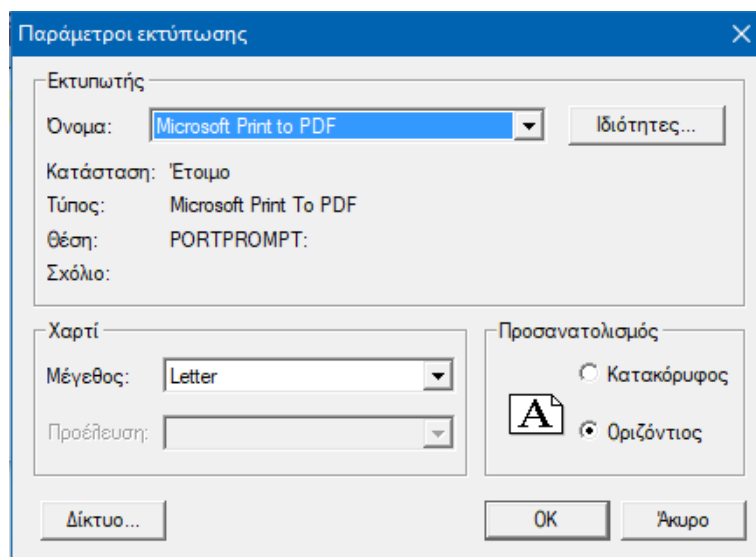 Παράμετροι εκτύπωσης
Εκτυπωτής
Όνομα: Microsoft Print to PDF Ιδιότητες...
Κατάσταση: Έτοιμο
Τύπος: Microsoft Print To PDF
Θέση: PORTPROMPT:
Σχόλιο:
Χαρτί
Μέγεθος: Letter
Προέλευση:
Προσανατολισμός
Κατακόρυφος
A
Οριζόντιος
Δίκτυο... OK Άκυρο